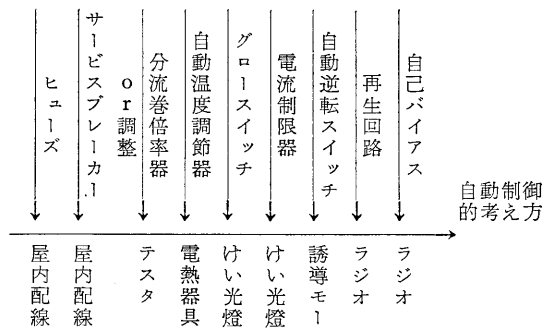 自己バイアス
再生回路
自動逆転スイッチ
電流制限器
グロースイッチ
自動温度調節器
分流巻倍率器
or調整
サービスブレーカー
ヒューズ
自動制御
的考え方
ラジオ
ラジオ
誘導モー
けい光燈
けい光燈
電熱器具
テスタ
屋内配線
屋内配線